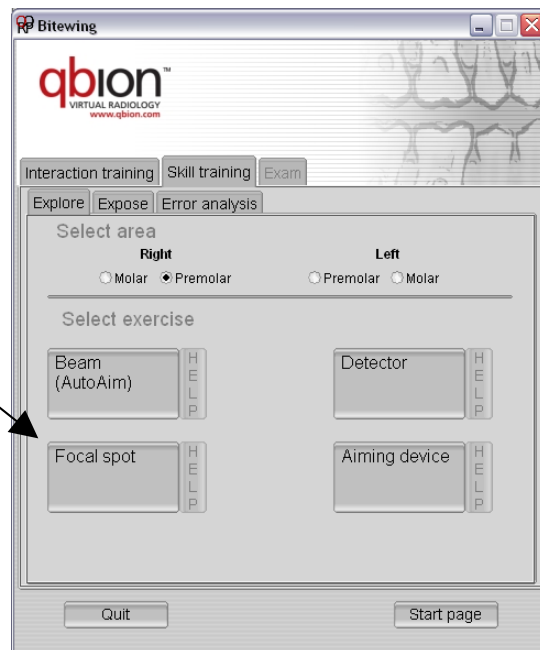 Bitewing
qbion™
VIRTUAL RADIOLOGY
www.qbion.com
Interaction training Skill training Exam
Explore Expose Error analysis
Select area
Right Left
Molar Premolar Premolar Molar
Select exercise
Beam
(AutoAim)
HELP
Detector
HELP
Focal spot
HELP
Aiming device
HELP
Quit Start page